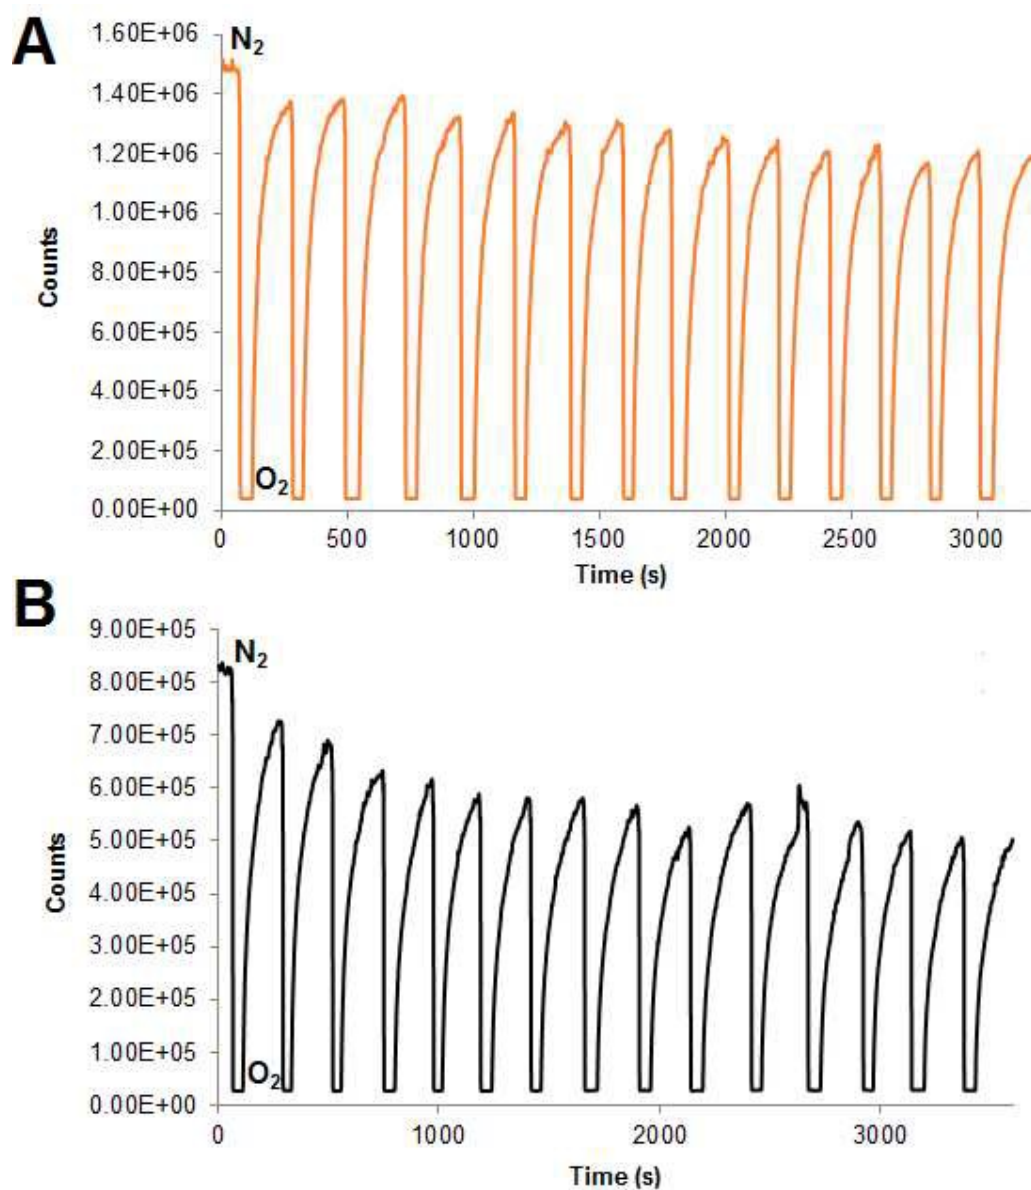 A
N₂
1.60E+06
1.40E+06
1.20E+06
1.00E+06
8.00E+05
6.00E+05
4.00E+05
2.00E+05
0.00E+00
Counts
O₂
0 500 1000 1500 2000 2500 3000
Time (s)
B
N₂
9.00E+05
8.00E+05
7.00E+05
6.00E+05
5.00E+05
4.00E+05
3.00E+05
2.00E+05
1.00E+05
0.00E+00
Counts
O₂
0 1000 2000 3000
Time (s)